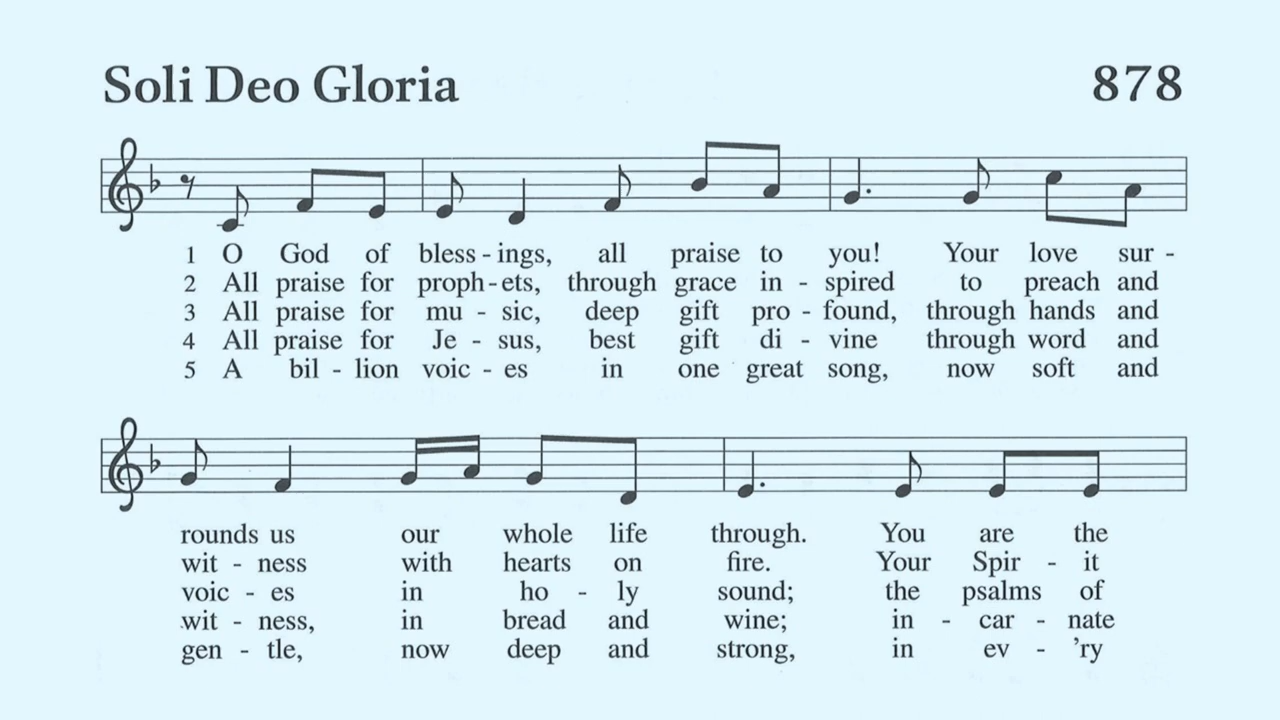 Soli Deo Gloria 878
1 O God of bless - ings, all praise to you! Your love sur -
2 All praise for proph - ets, through grace in - spired to preach and
3 All praise for mu - sic, deep gift pro - found, through hands and
4 All praise for Je - sus, best gift di - vine through word and
5 A bil - lion voic - es in one great song, now soft and
rounds us our whole life through. You are the
wit - ness with hearts on fire. Your Spir - it
voic - es in ho - ly sound; the psalms of
wit - ness, in bread and wine; in - car - nate
gen - tle, now deep and strong, in ev - ’ry